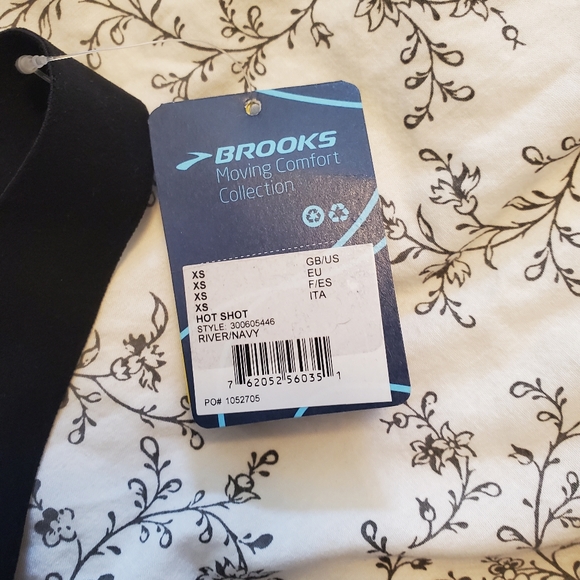 BROOKS
Moving Comfort
Collection
XS GB/US
XS EU
XS F/ES
XS ITA
HOT SHOT
STYLE: 300605446
RIVER/NAVY
7 62052 56035 1
PO# 1052705